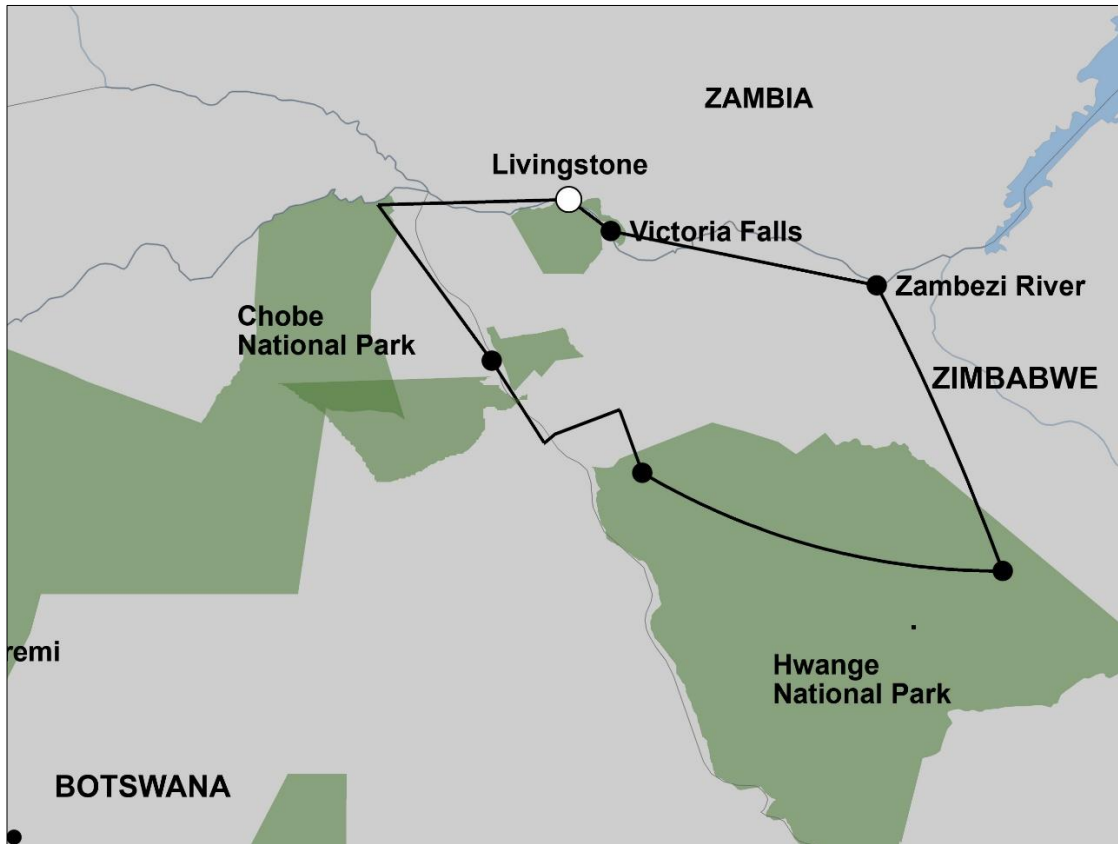 ZAMBIA
Livingstone
Victoria Falls
Zambezi River
Chobe
National Park
ZIMBABWE
remi
Hwange
National Park
BOTSWANA